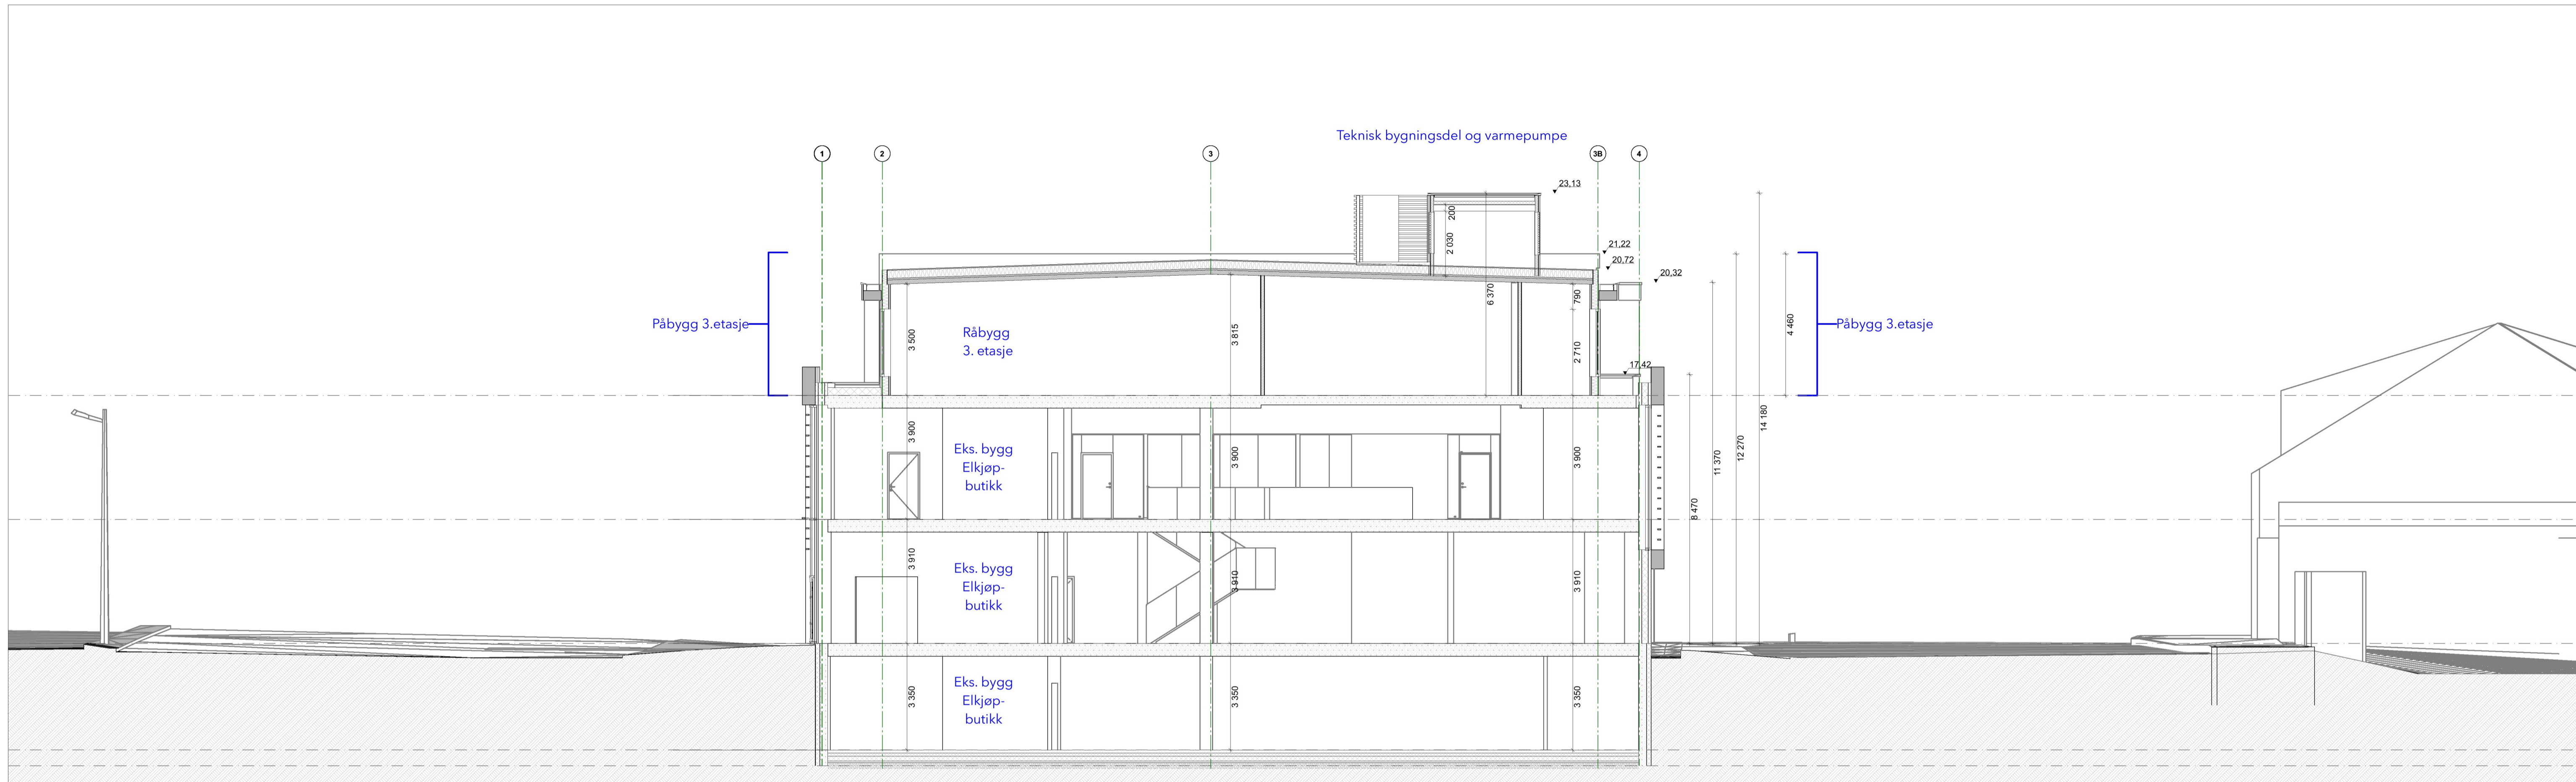 Teknisk bygningsdel og varmepumpe
1
2
3
3B
4
23,13
200
2 030
21,22
20,72
20,32
6 370
790
4 460
Påbygg 3.etasje
Råbygg
3. etasje
3 500
3 815
2 710
Påbygg 3.etasje
17,42
14 180
12 270
11 370
8 470
Eks. bygg
Elkjøp-
butikk
3 900
3 900
3 900
Eks. bygg
Elkjøp-
butikk
3 910
3 910
3 910
Eks. bygg
Elkjøp-
butikk
3 350
3 350
3 350